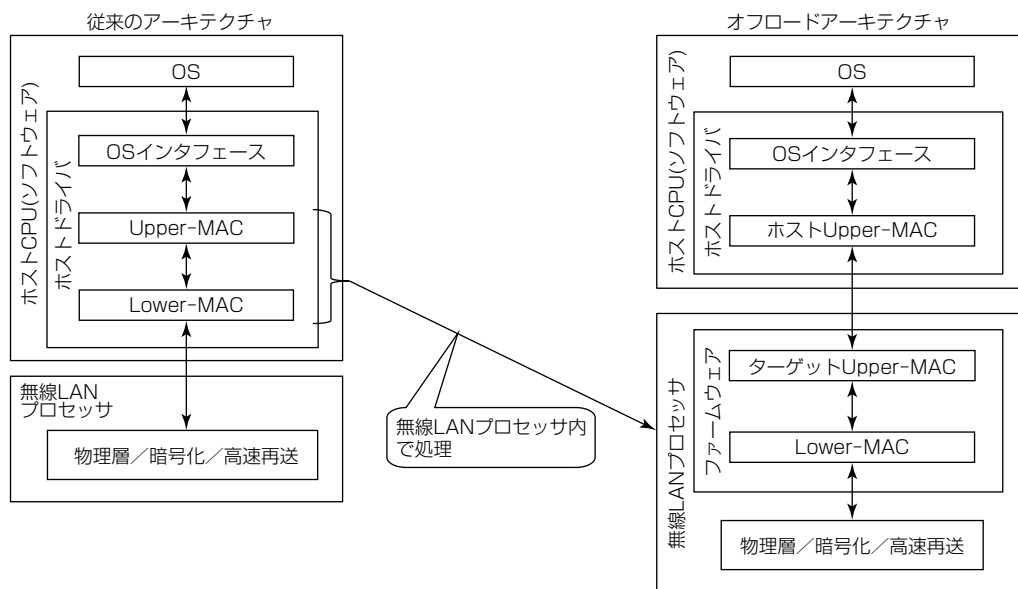 従来のアーキテクチャ
ホストCPU(ソフトウェア)
OS
ホストドライバ
OSインタフェース
Upper-MAC
Lower-MAC
無線LAN
プロセッサ
物理層／暗号化／高速再送
無線LANプロセッサ内
で処理
オフロードアーキテクチャ
ホストCPU(ソフトウェア)
OS
ホストドライバ
OSインタフェース
ホストUpper-MAC
無線LANプロセッサ
ファームウェア
ターゲットUpper-MAC
Lower-MAC
物理層／暗号化／高速再送